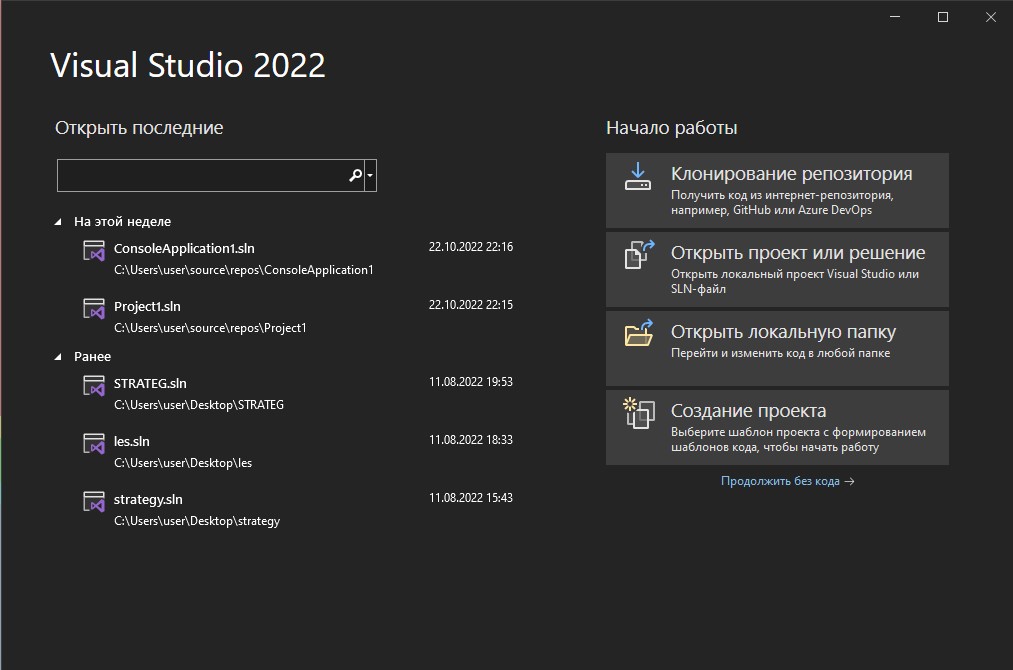 Visual Studio 2022
Открыть последние
На этой неделе
ConsoleApplication1.sln 22.10.2022 22:16
C:\Users\user\source\repos\ConsoleApplication1
Project1.sln 22.10.2022 22:15
C:\Users\user\source\repos\Project1
Ранее
STRATEG.sln 11.08.2022 19:53
C:\Users\user\Desktop\STRATEG
les.sln 11.08.2022 18:33
C:\Users\user\Desktop\les
strategy.sln 11.08.2022 15:43
C:\Users\user\Desktop\strategy
Начало работы
Клонирование репозитория
Получить код из интернет-репозитория,
например, GitHub или Azure DevOps
Открыть проект или решение
Открыть локальный проект Visual Studio или
SLN-файл
Открыть локальную папку
Перейти и изменить код в любой папке
Создание проекта
Выберите шаблон проекта с формированием
шаблонов кода, чтобы начать работу
Продолжить без кода →